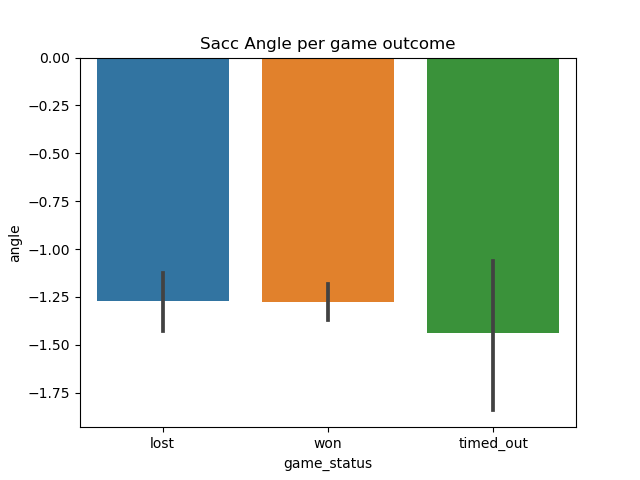 Sacc Angle per game outcome
0.00
−0.25
−0.50
−0.75
−1.00
−1.25
−1.50
−1.75
angle
lost won timed_out
game_status